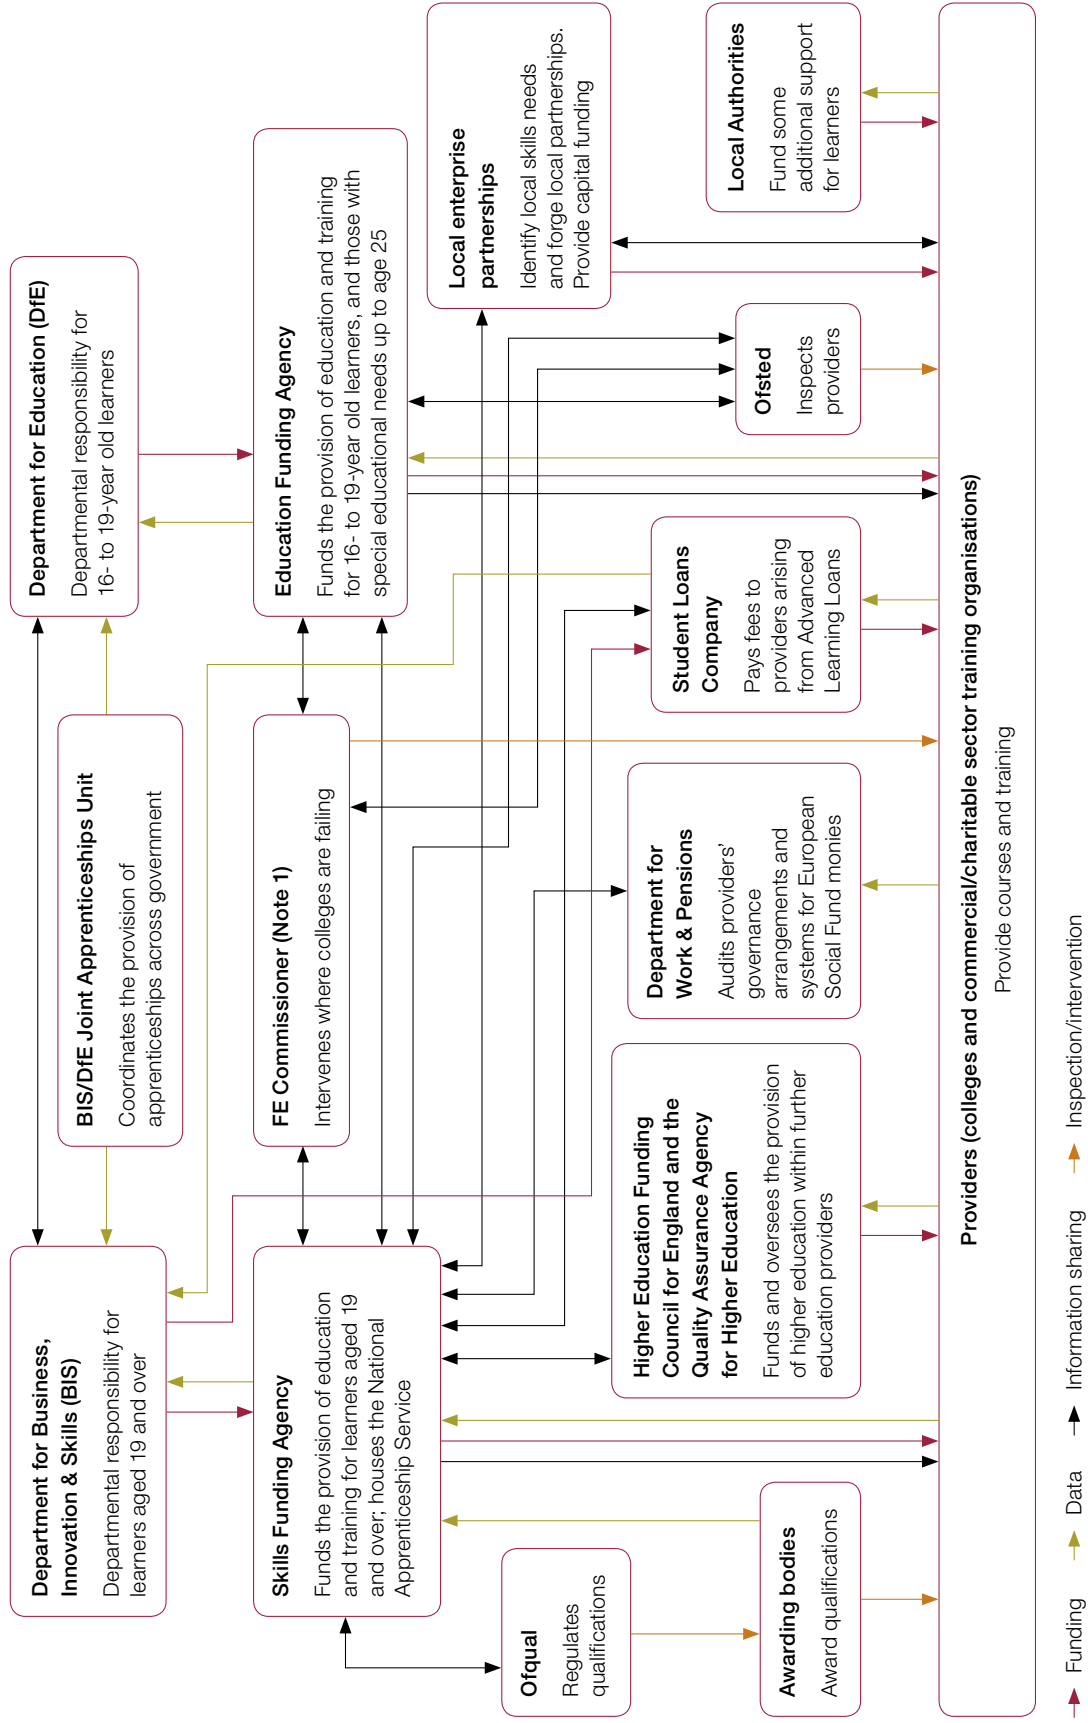 Department for Business,
Innovation & Skills (BIS)
Departmental responsibility for
learners aged 19 and over
BIS/DfE Joint Apprenticeships Unit
Coordinates the provision of
apprenticeships across government
Department for Education (DfE)
Departmental responsibility for
16- to 19-year old learners
Skills Funding Agency
Funds the provision of education
and training for learners aged 19
and over; houses the National
Apprenticeship Service
FE Commissioner (Note 1)
Intervenes where colleges are failing
Education Funding Agency
Funds the provision of education and training
for 16- to 19-year old learners, and those with
special educational needs up to age 25
Local enterprise
partnerships
Identify local skills needs
and forge local partnerships.
Provide capital funding
Ofqual
Regulates
qualifications
Higher Education Funding
Council for England and the
Quality Assurance Agency
for Higher Education
Funds and oversees the provision
of higher education within further
education providers
Department for
Work & Pensions
Audits providers’
governance
arrangements and
systems for European
Social Fund monies
Student Loans
Company
Pays fees to
providers arising
from Advanced
Learning Loans
Ofsted
Inspects
providers
Local Authorities
Fund some
additional support
for learners
Awarding bodies
Award qualifications
Providers (colleges and commercial/charitable sector training organisations)
Provide courses and training
Funding
Data
Information sharing
Inspection/intervention